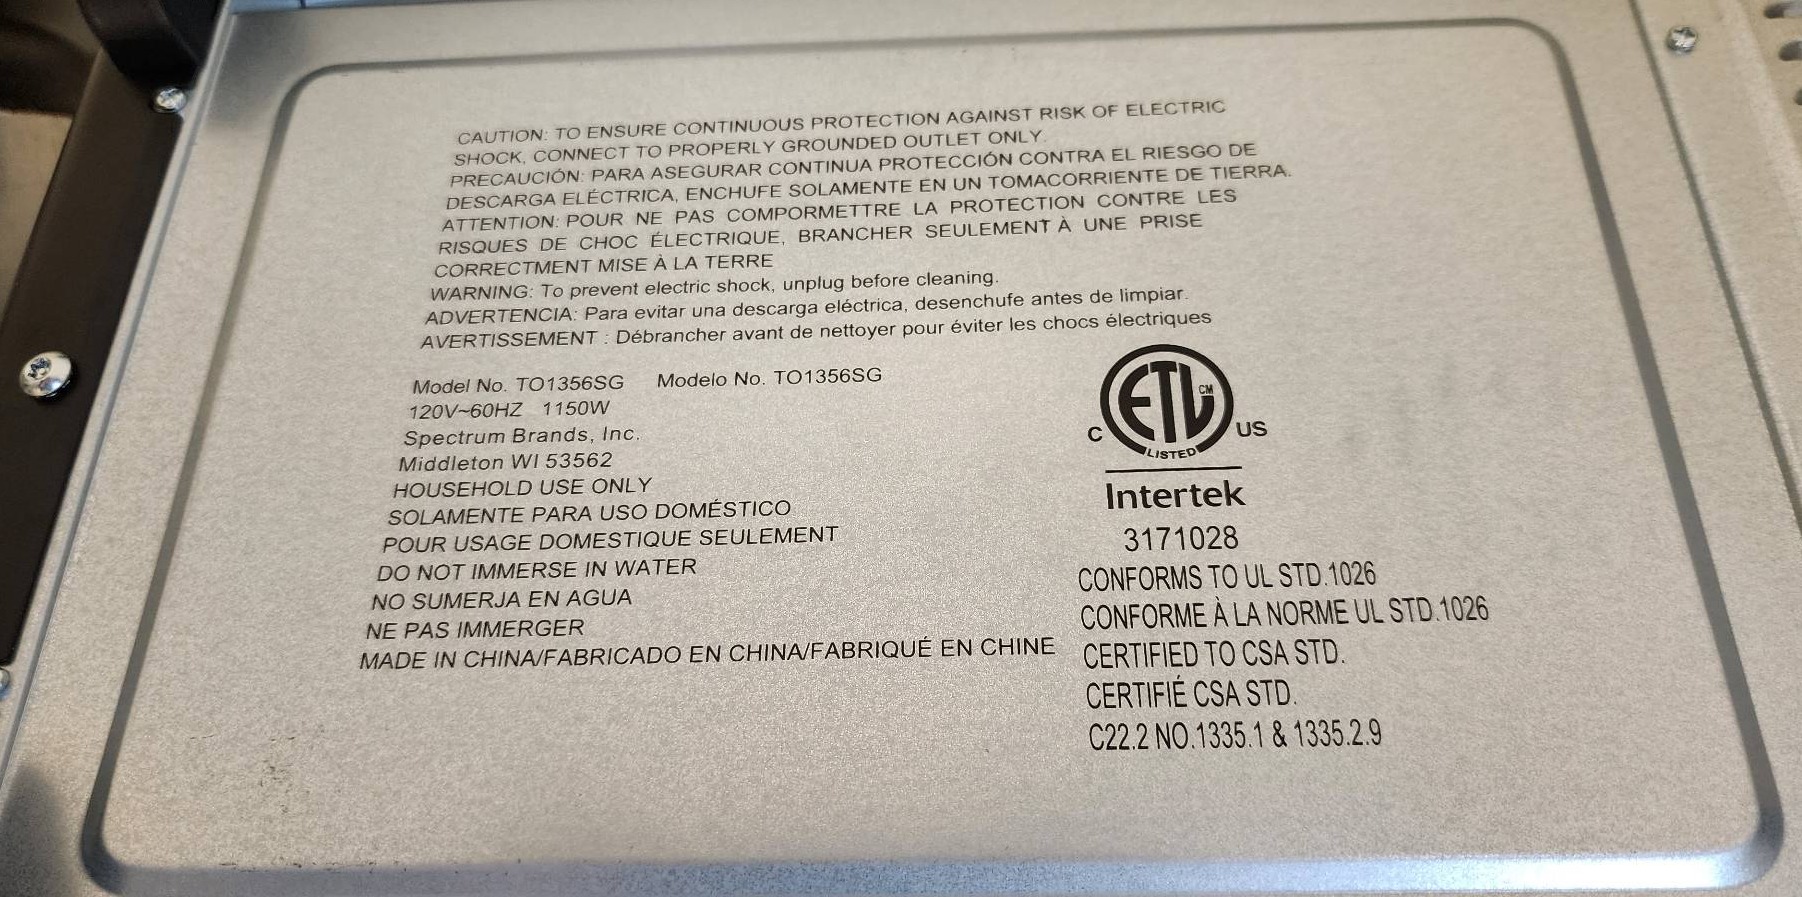 CAUTION: TO ENSURE CONTINUOUS PROTECTION AGAINST RISK OF ELECTRIC
SHOCK, CONNECT TO PROPERLY GROUNDED OUTLET ONLY.
PRECAUCIÓN: PARA ASEGURAR CONTINUA PROTECCIÓN CONTRA EL RIESGO DE
DESCARGA ELÉCTRICA, ENCHUFE SOLAMENTE EN UN TOMACORRIENTE DE TIERRA.
ATTENTION: POUR NE PAS COMPORMETTRE LA PROTECTION CONTRE LES
RISQUES DE CHOC ÉLECTRIQUE, BRANCHER SEULEMENT À UNE PRISE
CORRECTMENT MISE À LA TERRE
WARNING: To prevent electric shock, unplug before cleaning.
ADVERTENCIA: Para evitar una descarga eléctrica, desenchufe antes de limpiar.
AVERTISSEMENT : Débrancher avant de nettoyer pour éviter les chocs électriques
Model No. TO1356SG Modelo No. TO1356SG
120V~60HZ 1150W
Spectrum Brands, Inc.
Middleton WI 53562
HOUSEHOLD USE ONLY
SOLAMENTE PARA USO DOMÉSTICO
POUR USAGE DOMESTIQUE SEULEMENT
DO NOT IMMERSE IN WATER
NO SUMERJA EN AGUA
NE PAS IMMERGER
MADE IN CHINA/FABRICADO EN CHINA/FABRIQUÉ EN CHINE
ETL CM
C US
LISTED
Intertek
3171028
CONFORMS TO UL STD.1026
CONFORME À LA NORME UL STD.1026
CERTIFIED TO CSA STD.
CERTIFIÉ CSA STD.
C22.2 NO.1335.1 & 1335.2.9